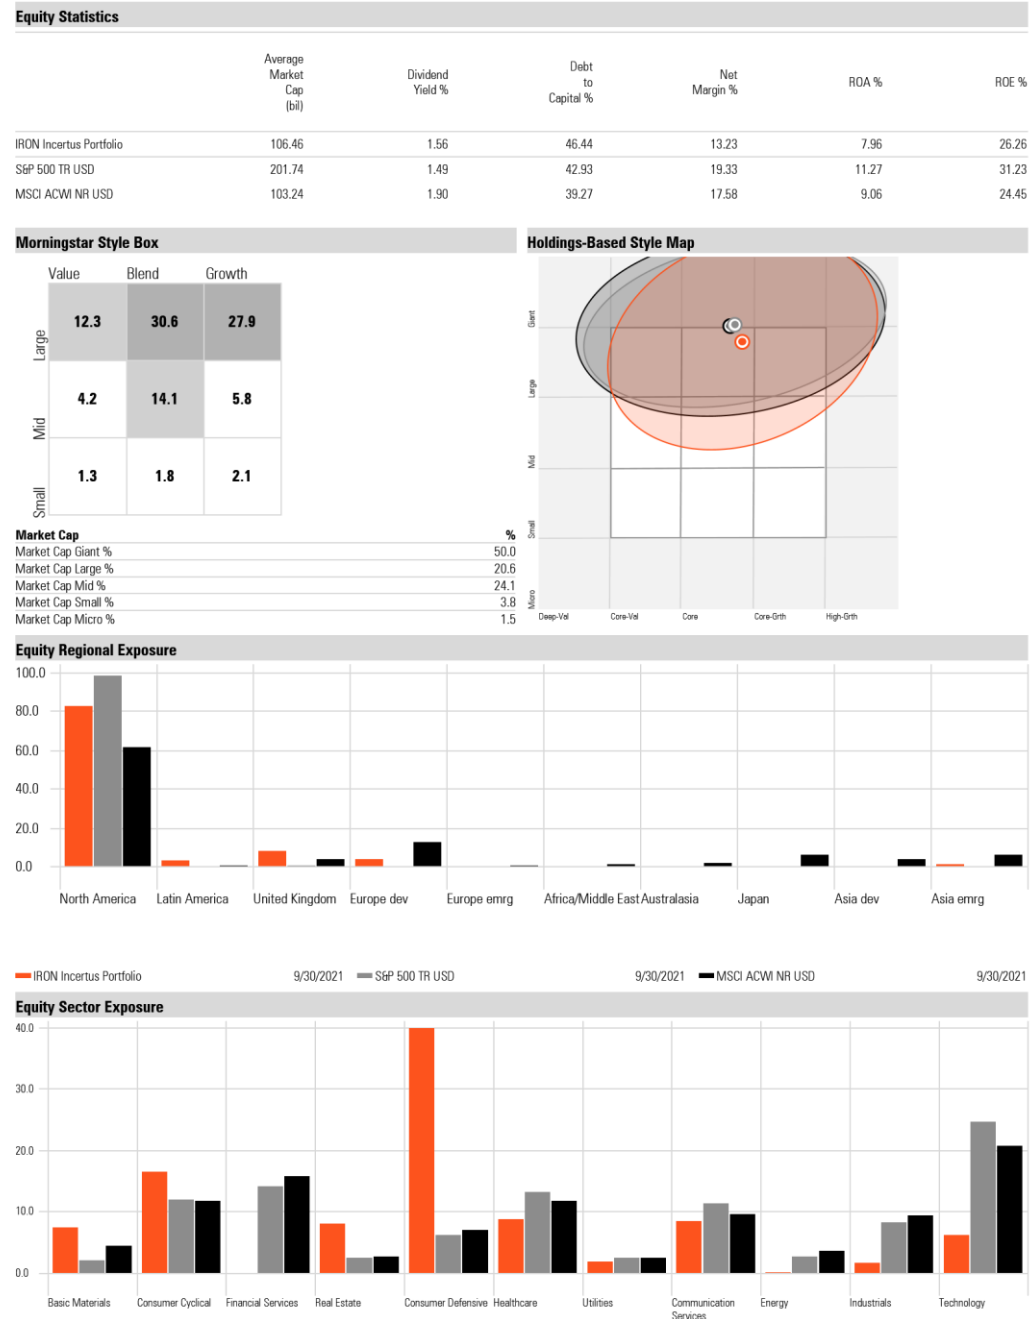 Equity Statistics
Average
Market
Cap
(bil)
Dividend
Yield %
Debt
to
Capital %
Net
Margin %
ROA %
ROE %
IRON Incertus Portfolio 106.46 1.56 46.44 13.23 7.96 26.26
S&P 500 TR USD 201.74 1.49 42.93 19.33 11.27 31.23
MSCI ACWI NR USD 103.24 1.90 39.27 17.58 9.06 24.45
Morningstar Style Box
Value Blend Growth
Large 12.3 30.6 27.9
Mid 4.2 14.1 5.8
Small 1.3 1.8 2.1
Market Cap %
Market Cap Giant % 50.0
Market Cap Large % 20.6
Market Cap Mid % 24.1
Market Cap Small % 3.8
Market Cap Micro % 1.5
Holdings-Based Style Map
Giant
Large
Mid
Small
Micro
Deep-Val Core-Val Core Core-Grth High-Grth
Equity Regional Exposure
100.0
80.0
60.0
40.0
20.0
0.0
North America Latin America United Kingdom Europe dev Europe emrg Africa/Middle East Australasia Japan Asia dev Asia emrg
IRON Incertus Portfolio 9/30/2021 S&P 500 TR USD 9/30/2021 MSCI ACWI NR USD 9/30/2021
Equity Sector Exposure
40.0
30.0
20.0
10.0
0.0
Basic Materials Consumer Cyclical Financial Services Real Estate Consumer Defensive Healthcare Utilities Communication Energy Industrials Technology
Services